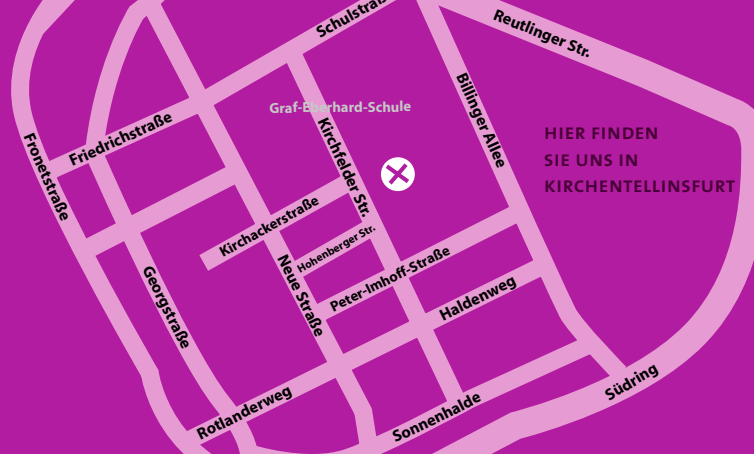 Schulstraß
Reutlinger Str.
Graf-Eberhard-Schule
Billinger Allee
Kirchfelder Str.
HIER FINDEN
SIE UNS IN
KIRCHENTELLINSFURT
Friedrichstraße
Fronetstraße
Kirchackerstraße
Hohenberger Str.
Neue Straße
Peter-Imhoff-Straße
Georgstraße
Haldenweg
Rotlanderweg
Sonnenhalde
Südring